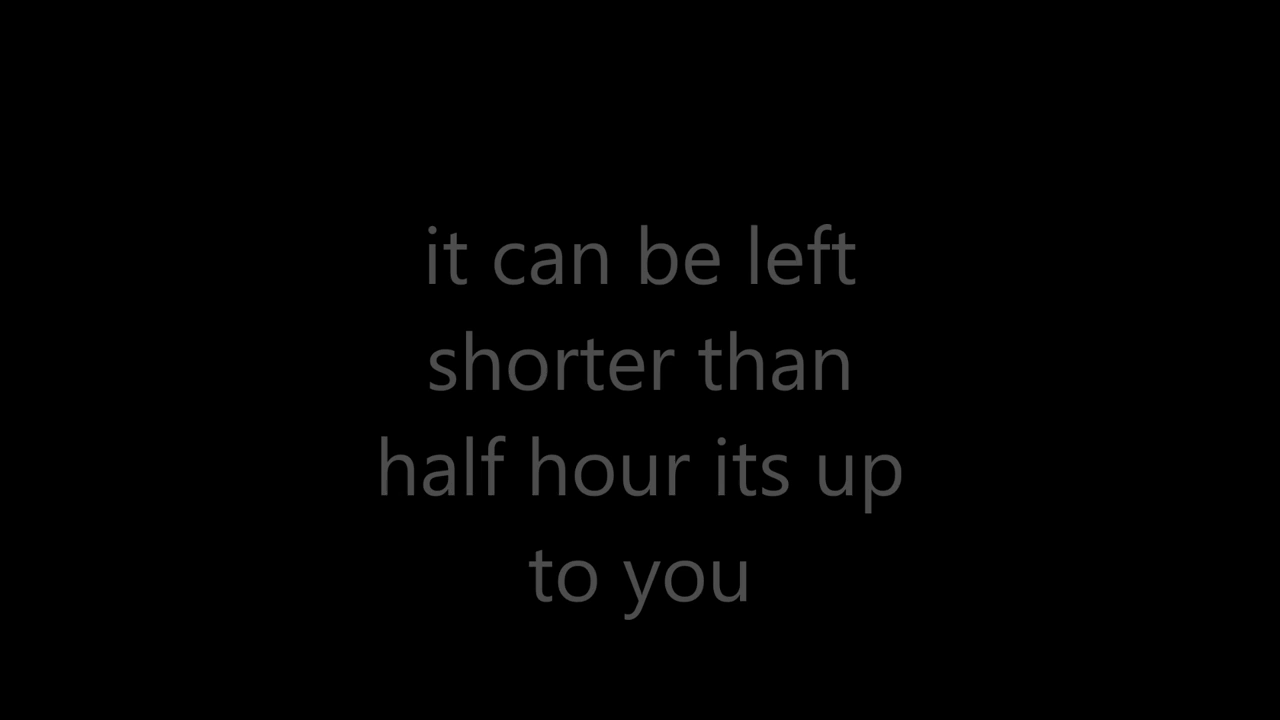 it can be left
shorter than
half hour its up
to you